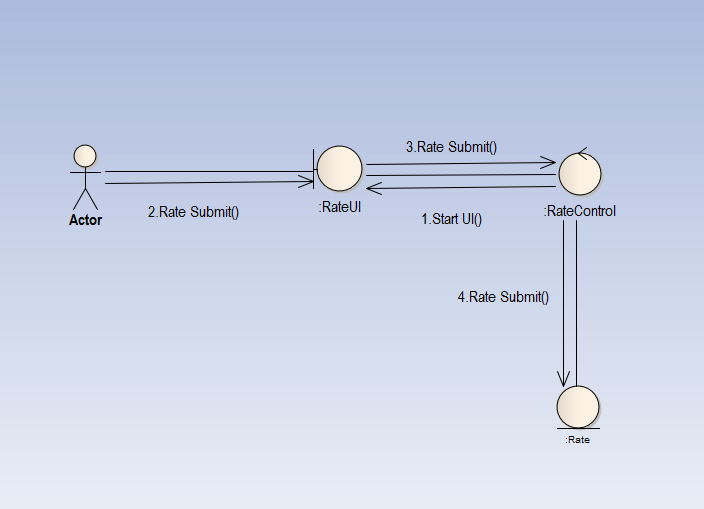 3.Rate Submit()
:RateUI
:RateControl
Actor
2.Rate Submit()
1.Start UI()
4.Rate Submit()
:Rate